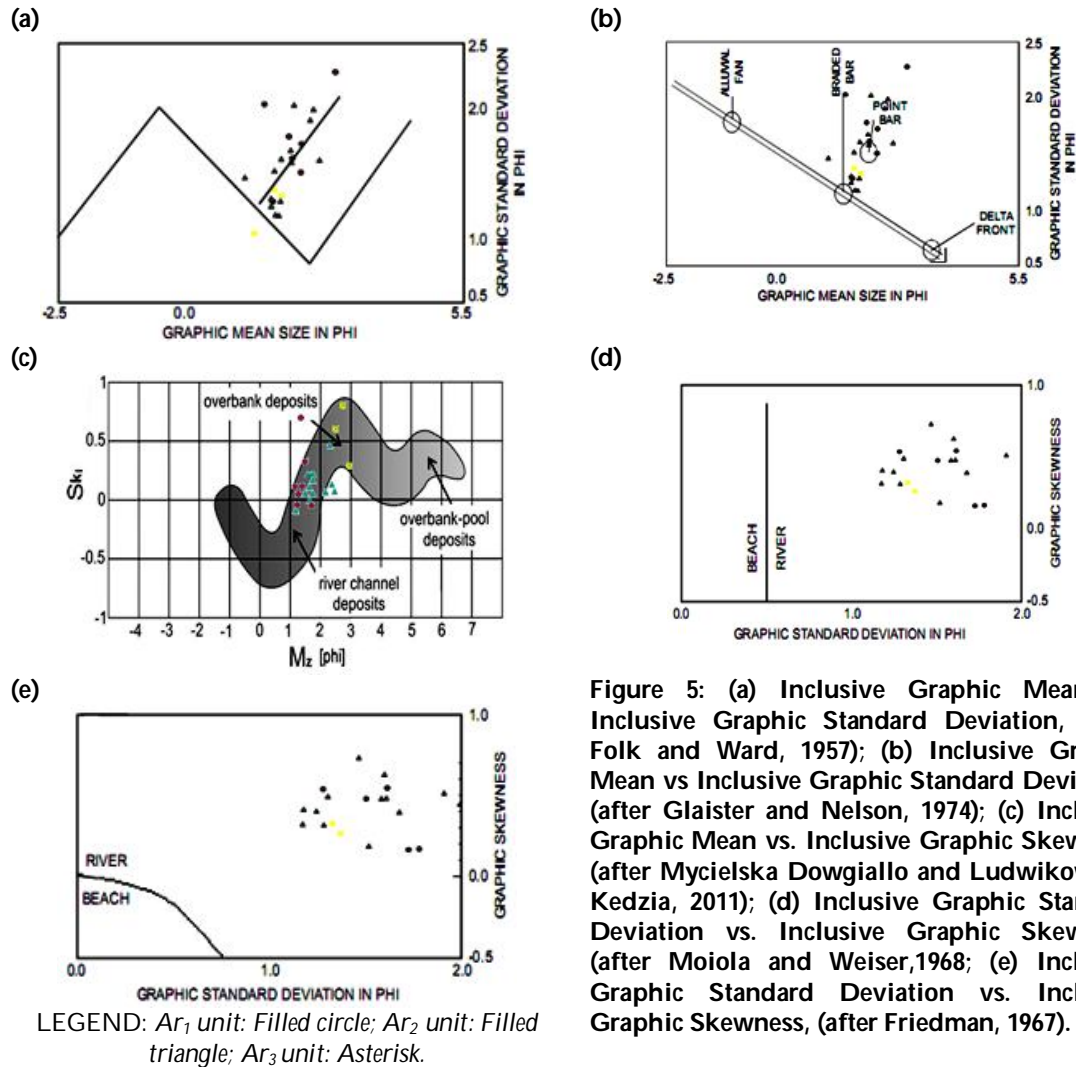 (a)
2.5
2.0
1.0
0.5
-2.5
0.0
5.5
GRAPHIC STANDARD DEVIATION
IN PHI
GRAPHIC MEAN SIZE IN PHI
(b)
ALLUVIAL
FAN
BRAIDED
BAR
POINT
BAR
DELTA
FRONT
2.5
2.0
1.0
0.5
-2.5
0.0
5.5
GRAPHIC STANDARD DEVIATION
IN PHI
GRAPHIC MEAN SIZE IN PHI
(c)
1
0.5
0
-0.5
-1
Sk₁
overbank deposits
overbank-pool
deposits
river channel
deposits
-4 -3 -2 -1 0 1 2 3 4 5 6 7
Mz [phi]
(d)
1.0
0.0
-0.5
BEACH
RIVER
GRAPHIC SKEWNESS
0.0 1.0 2.0
GRAPHIC STANDARD DEVIATION IN PHI
(e)
1.0
0.0
-0.5
RIVER
BEACH
GRAPHIC SKEWNESS
0.0 1.0 2.0
GRAPHIC STANDARD DEVIATION IN PHI
LEGEND: Ar₁ unit: Filled circle; Ar₂ unit: Filled
triangle; Ar₃ unit: Asterisk.
Figure 5: (a) Inclusive Graphic Mear
Inclusive Graphic Standard Deviation,
Folk and Ward, 1957); (b) Inclusive Gr
Mean vs Inclusive Graphic Standard Devi
(after Glaister and Nelson, 1974); (c) Incl
Graphic Mean vs. Inclusive Graphic Skew
(after Mycielska Dowgiallo and Ludwikow
Kedzia, 2011); (d) Inclusive Graphic Stan
Deviation vs. Inclusive Graphic Skew
(after Moiola and Weiser,1968; (e) Incl
Graphic Standard Deviation vs. Incl
Graphic Skewness, (after Friedman, 1967).